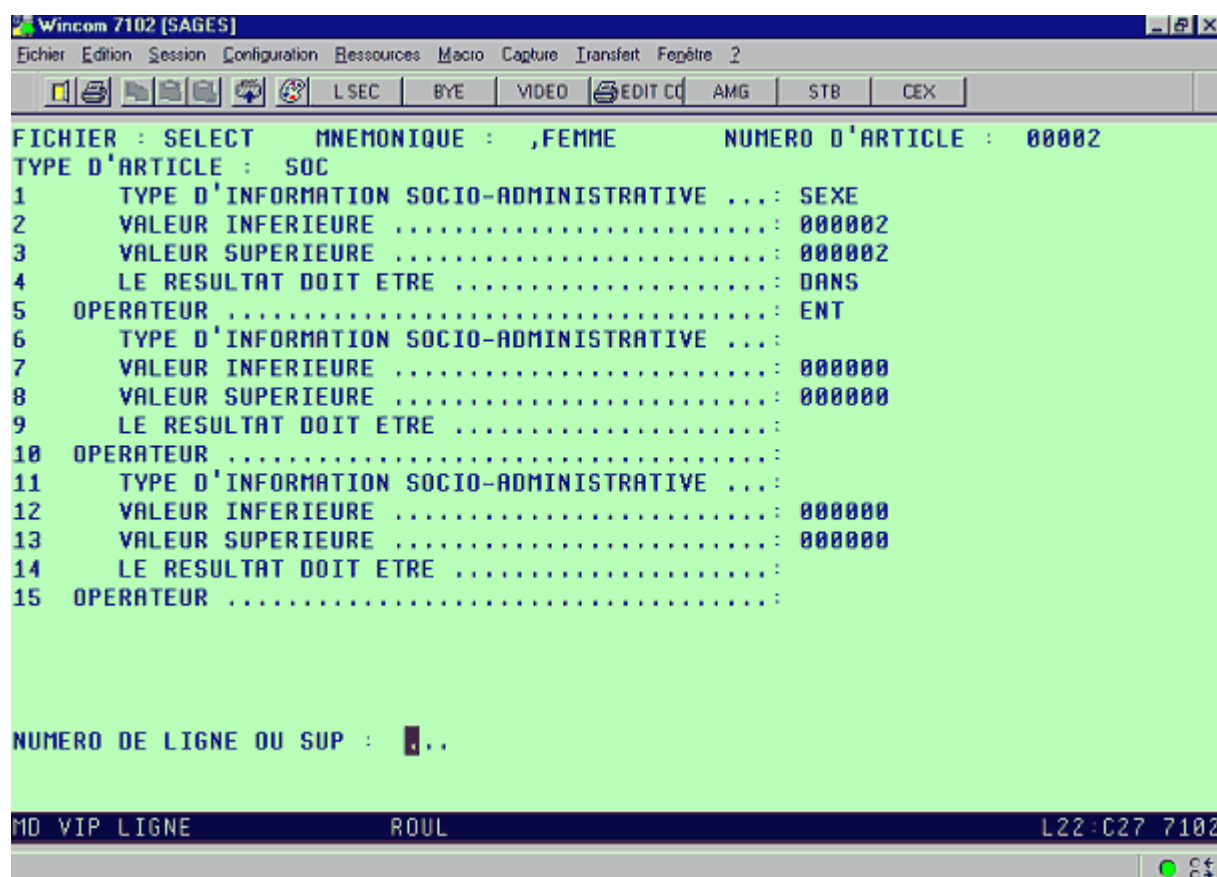 Wincom 7102 [SAGES]
Fichier Edition Session Configuration Ressources Macro Capture Transfert Fenêtre ?
L SEC BYE VIDEO EDIT CC AMG STB CEX
FICHIER : SELECT MNEMONIQUE : ,FEMME NUMERO D'ARTICLE : 00002
TYPE D'ARTICLE : SOC
1 TYPE D'INFORMATION SOCIO-ADMINISTRATIVE ...: SEXE
2 VALEUR INFERIEURE .........................: 000002
3 VALEUR SUPERIEURE .........................: 000002
4 LE RESULTAT DOIT ETRE .....................: DANS
5 OPERATEUR ....................................: ENT
6 TYPE D'INFORMATION SOCIO-ADMINISTRATIVE ...:
7 VALEUR INFERIEURE .........................: 000000
8 VALEUR SUPERIEURE .........................: 000000
9 LE RESULTAT DOIT ETRE .....................:
10 OPERATEUR ....................................:
11 TYPE D'INFORMATION SOCIO-ADMINISTRATIVE ...:
12 VALEUR INFERIEURE .........................: 000000
13 VALEUR SUPERIEURE .........................: 000000
14 LE RESULTAT DOIT ETRE .....................:
15 OPERATEUR ....................................:
NUMERO DE LIGNE OU SUP : ...
MD VIP LIGNE ROUL L22:C27 7102